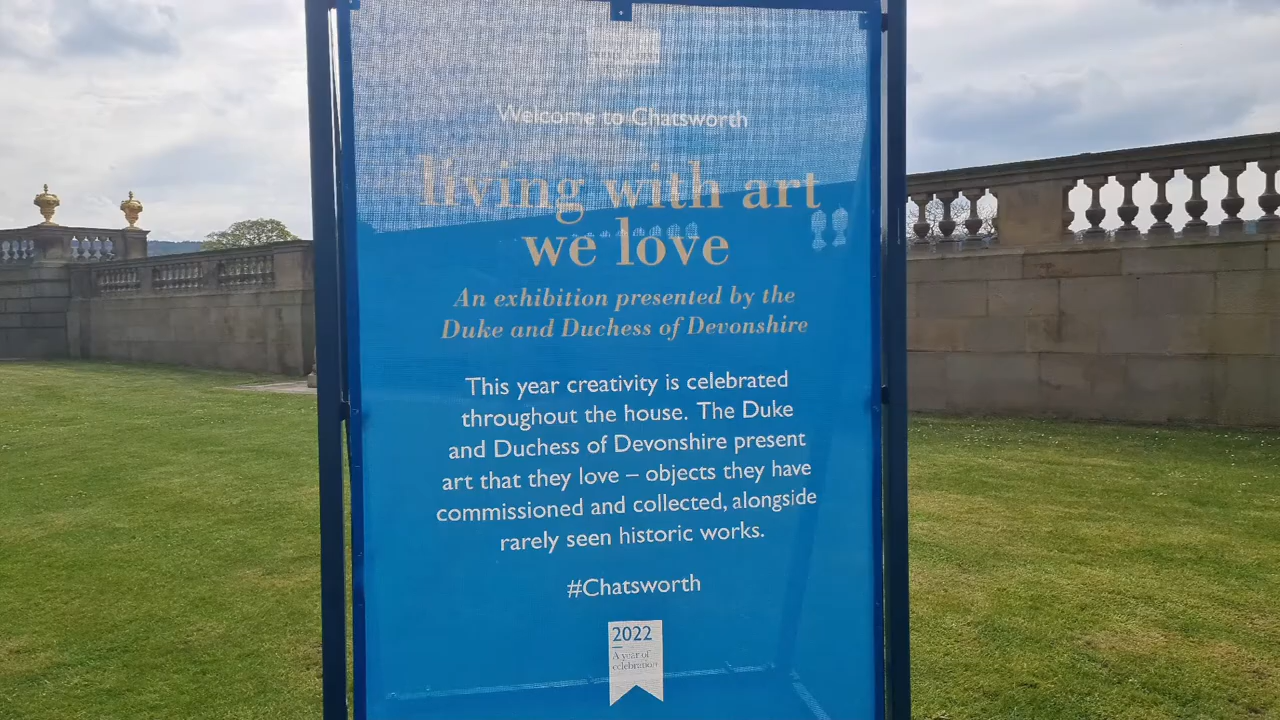 Welcome to Chatsworth
living with art
we love
An exhibition presented by the
Duke and Duchess of Devonshire
This year creativity is celebrated
throughout the house. The Duke
and Duchess of Devonshire present
art that they love – objects they have
commissioned and collected, alongside
rarely seen historic works.
#Chatsworth
2022
A year of
celebration